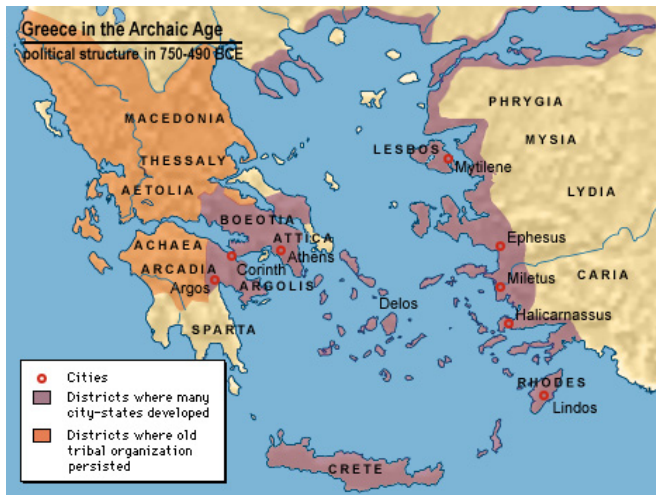 Greece in the Archaic Age
political structure in 750-490 BCE
MACEDONIA
PHRYGIA
MYSIA
THESSALY
LESBOS
Mytilene
AETOLIA
LYDIA
BOEOTIA
ACHAEA
ATTICA
Ephesus
Athens
ARCADIA
Corinth
CARIA
Argos
ARGOLIS
Miletus
Delos
Halicarnassus
SPARTA
Cities
Districts where many
city-states developed
Districts where old
tribal organization
persisted
RHODES
Lindos
CRETE